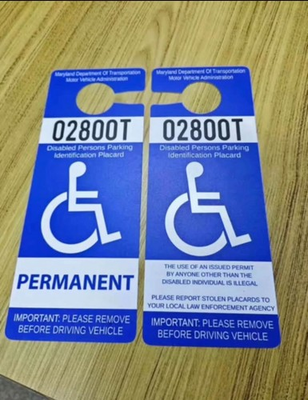 Maryland Department Of Transportation
Motor Vehicle Administration
02800T
Disabled Persons Parking
Identification Placard
PERMANENT
IMPORTANT: PLEASE REMOVE
BEFORE DRIVING VEHICLE
Maryland Department Of Transportation
Motor Vehicle Administration
02800T
Disabled Persons Parking
Identification Placard
THE USE OF AN ISSUED PERMIT
BY ANYONE OTHER THAN THE
DISABLED INDIVIDUAL IS ILLEGAL
PLEASE REPORT STOLEN PLACARDS TO
YOUR LOCAL LAW ENFORCEMENT AGENCY
IMPORTANT: PLEASE REMOVE
BEFORE DRIVING VEHICLE